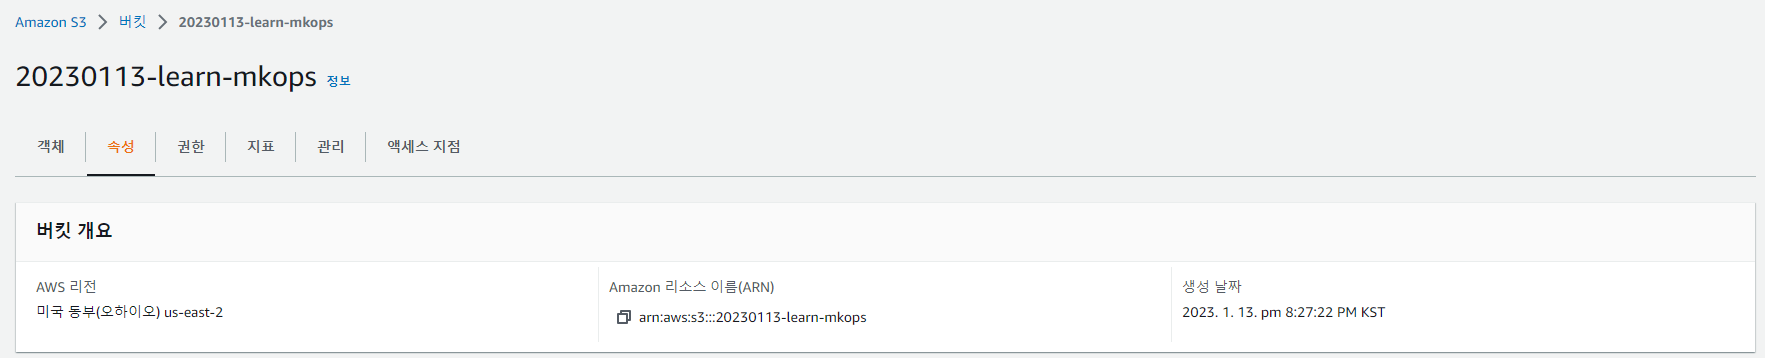 Amazon S3 > 버킷 > 20230113-learn-mkops
20230113-learn-mkops 정보
객체 속성 권한 지표 관리 액세스 지점
버킷 개요
AWS 리전
미국 동부(오하이오) us-east-2
Amazon 리소스 이름(ARN)
arn:aws:s3:::20230113-learn-mkops
생성 날짜
2023. 1. 13. pm 8:27:22 PM KST